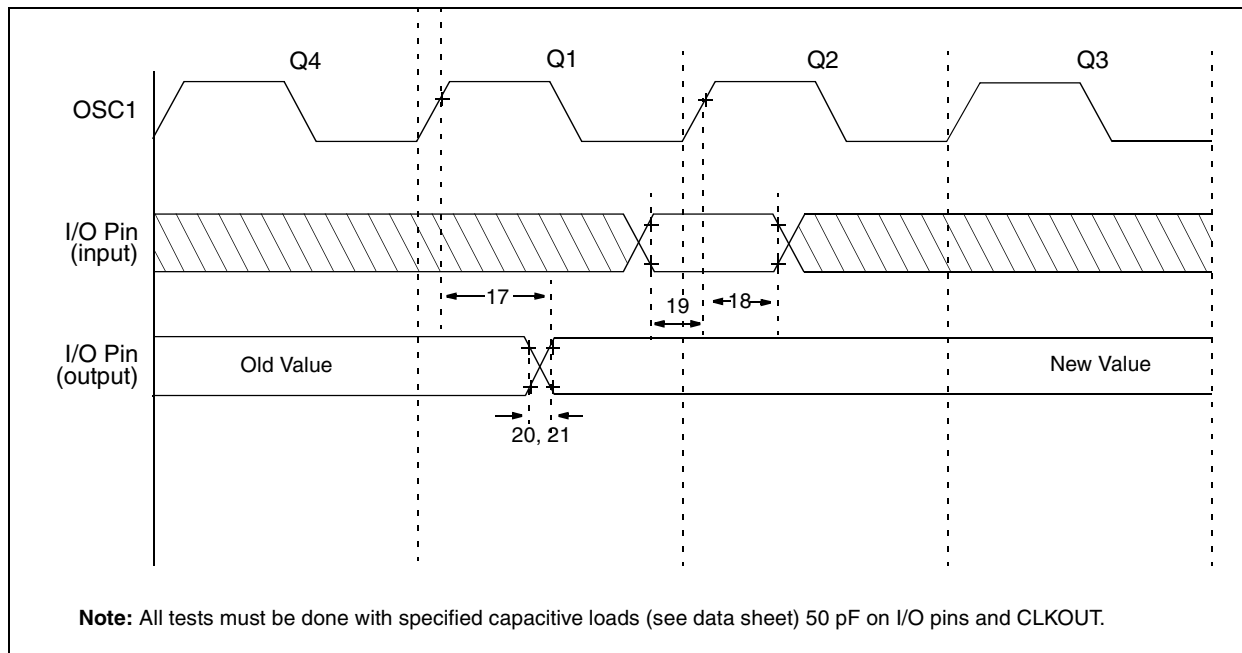 Q4 Q1 Q2 Q3
OSC1
I/O Pin
(input)
17 19 18
I/O Pin
(output)
Old Value New Value
20, 21
Note: All tests must be done with specified capacitive loads (see data sheet) 50 pF on I/O pins and CLKOUT.